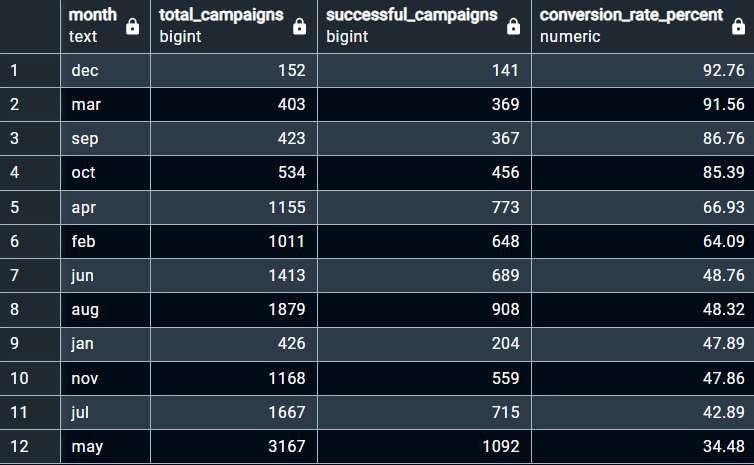 month total_campaigns successful_campaigns conversion_rate_percent
text bigint bigint numeric
1 dec 152 141 92.76
2 mar 403 369 91.56
3 sep 423 367 86.76
4 oct 534 456 85.39
5 apr 1155 773 66.93
6 feb 1011 648 64.09
7 jun 1413 689 48.76
8 aug 1879 908 48.32
9 jan 426 204 47.89
10 nov 1168 559 47.86
11 jul 1667 715 42.89
12 may 3167 1092 34.48